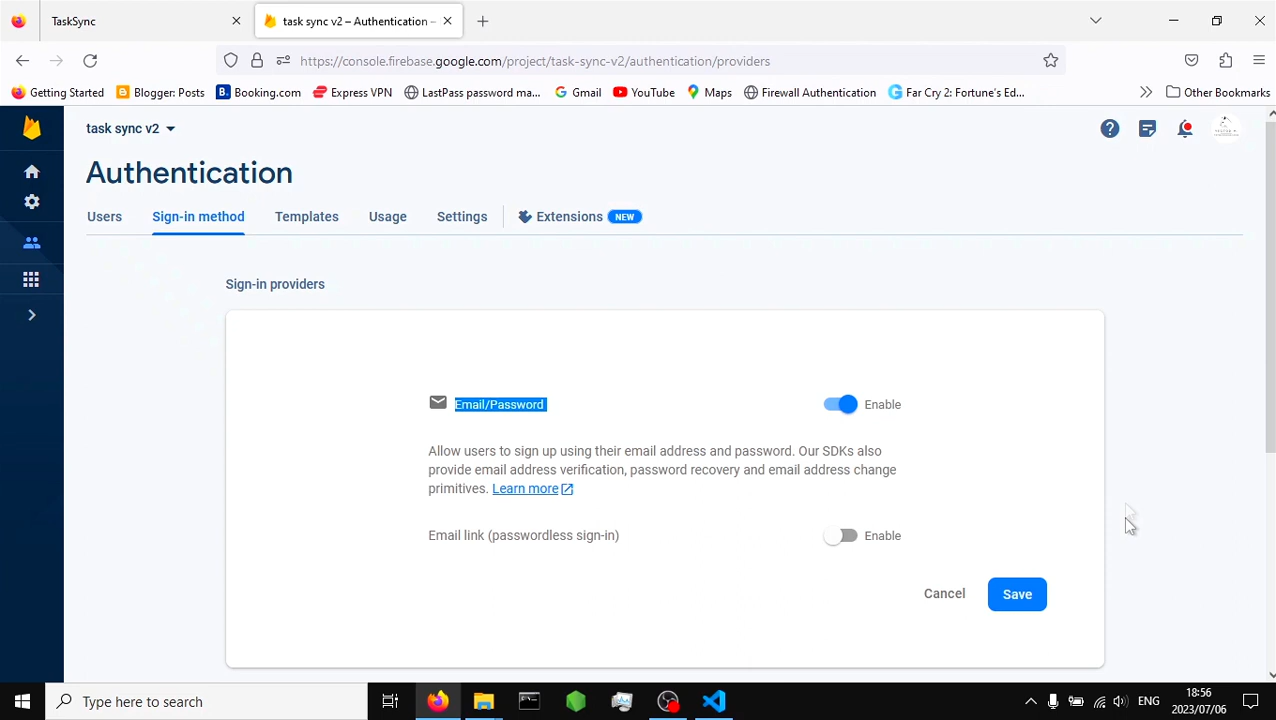 TaskSync
task sync v2 – Authentication –
https://console.firebase.google.com/project/task-sync-v2/authentication/providers
Getting Started
Blogger: Posts
Booking.com
Express VPN
LastPass password ma...
Gmail
YouTube
Maps
Firewall Authentication
Far Cry 2: Fortune's Ed...
Other Bookmarks
task sync v2
Authentication
Users
Sign-in method
Templates
Usage
Settings
Extensions NEW
Sign-in providers
Email/Password
Enable
Allow users to sign up using their email address and password. Our SDKs also
provide email address verification, password recovery and email address change
primitives. Learn more
Email link (passwordless sign-in)
Enable
Cancel
Save
Type here to search
ENG
18:56
2023/07/06